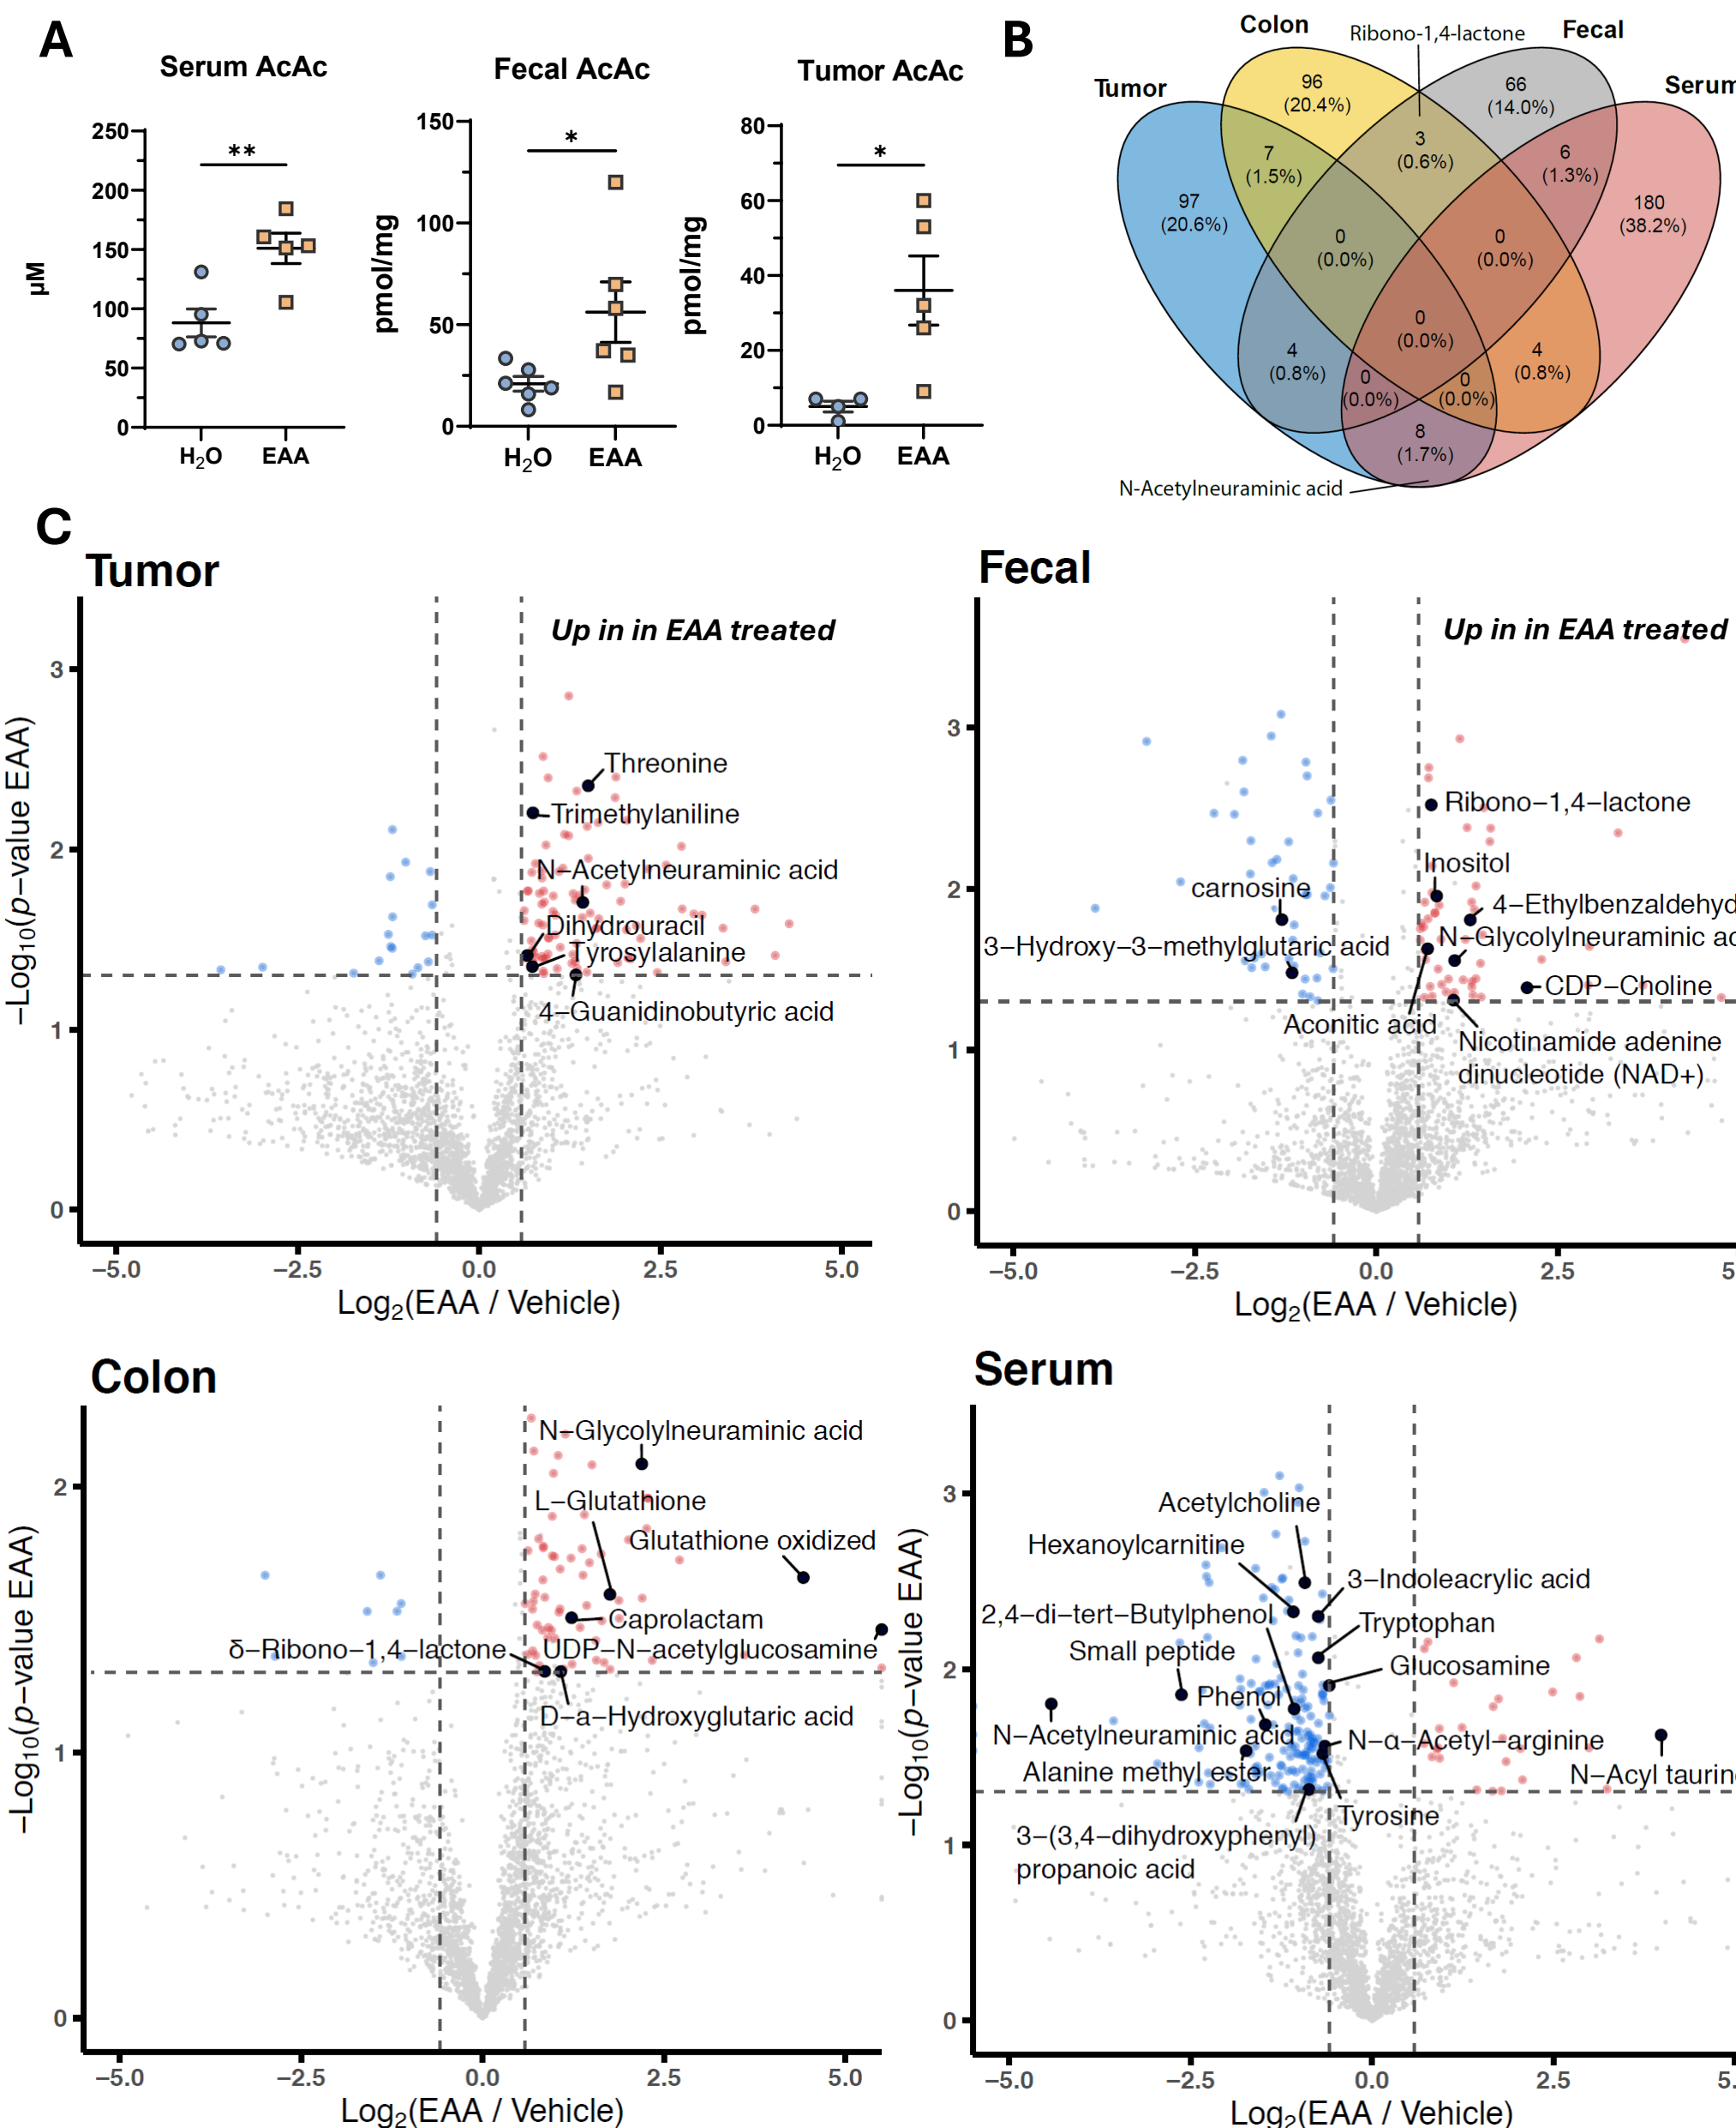 A
Serum AcAc
250
200
150
100
50
0
µM
**
H2O
EAA
Fecal AcAc
150
100
50
0
pmol/mg
*
H2O
EAA
Tumor AcAc
80
60
40
20
0
pmol/mg
*
H2O
EAA
B
Tumor
Colon
Ribono-1,4-lactone
Fecal
Serum
96
(20.4%)
66
(14.0%)
3
(0.6%)
7
(1.5%)
6
(1.3%)
97
(20.6%)
180
(38.2%)
0
(0.0%)
0
(0.0%)
0
(0.0%)
4
(0.8%)
4
(0.8%)
0
(0.0%)
0
(0.0%)
8
(1.7%)
N-Acetylneuraminic acid
C
Tumor
Up in in EAA treated
3
2
1
0
−Log10(p−value EAA)
Threonine
Trimethylaniline
N−Acetylneuraminic acid
Dihydrouracil
Tyrosylalanine
4−Guanidinobutyric acid
−5.0
−2.5
0.0
2.5
5.0
Log2(EAA / Vehicle)
Fecal
Up in in EAA treated
3
2
1
0
Ribono−1,4−lactone
Inositol
carnosine
4−Ethylbenzaldehyd
3−Hydroxy−3−methylglutaric acid
N−Glycolylneuraminic ac
CDP−Choline
Aconitic acid
Nicotinamide adenine
dinucleotide (NAD+)
−5.0
−2.5
0.0
2.5
5.
Log2(EAA / Vehicle)
Colon
2
1
0
−Log10(p−value EAA)
N−Glycolylneuraminic acid
L−Glutathione
Glutathione oxidized
Caprolactam
δ−Ribono−1,4−lactone
UDP−N−acetylglucosamine
D−a−Hydroxyglutaric acid
−5.0
−2.5
0.0
2.5
5.0
Log2(EAA / Vehicle)
Serum
3
2
1
0
−Log10(p−value EAA)
Acetylcholine
Hexanoylcarnitine
3−Indoleacrylic acid
2,4−di−tert−Butylphenol
Tryptophan
Small peptide
Glucosamine
Phenol
N−Acetylneuraminic acid
N−α−Acetyl−arginine
Alanine methyl ester
N−Acyl taurin
Tyrosine
3−(3,4−dihydroxyphenyl)
propanoic acid
−5.0
−2.5
0.0
2.5
5.
Log2(EAA / Vehicle)